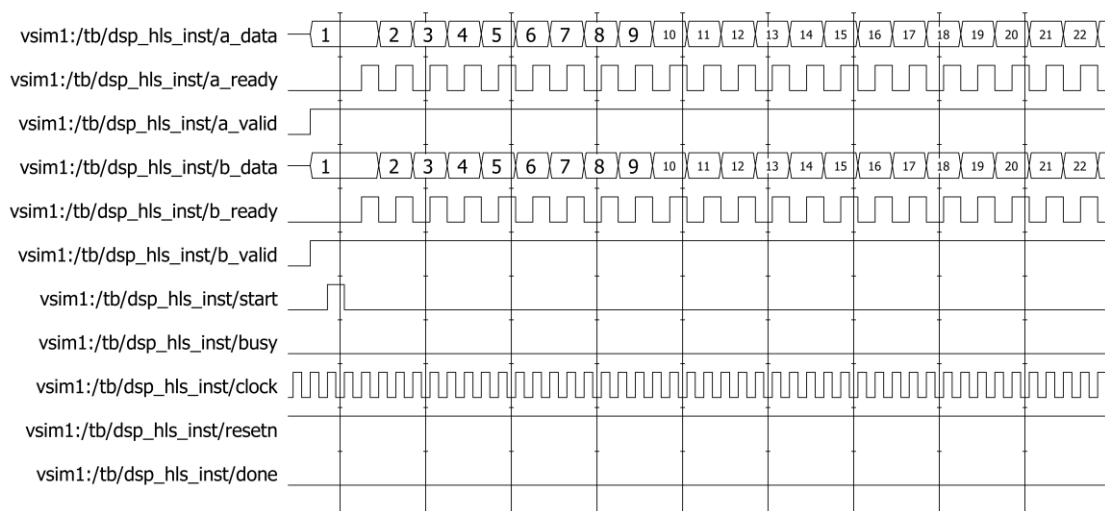 vsim1:/tb/dsp_hls_inst/a_data 1 2 3 4 5 6 7 8 9 10 11 12 13 14 15 16 17 18 19 20 21 22
vsim1:/tb/dsp_hls_inst/a_ready
vsim1:/tb/dsp_hls_inst/a_valid
vsim1:/tb/dsp_hls_inst/b_data 1 2 3 4 5 6 7 8 9 10 11 12 13 14 15 16 17 18 19 20 21 22
vsim1:/tb/dsp_hls_inst/b_ready
vsim1:/tb/dsp_hls_inst/b_valid
vsim1:/tb/dsp_hls_inst/start
vsim1:/tb/dsp_hls_inst/busy
vsim1:/tb/dsp_hls_inst/clock
vsim1:/tb/dsp_hls_inst/resetn
vsim1:/tb/dsp_hls_inst/done